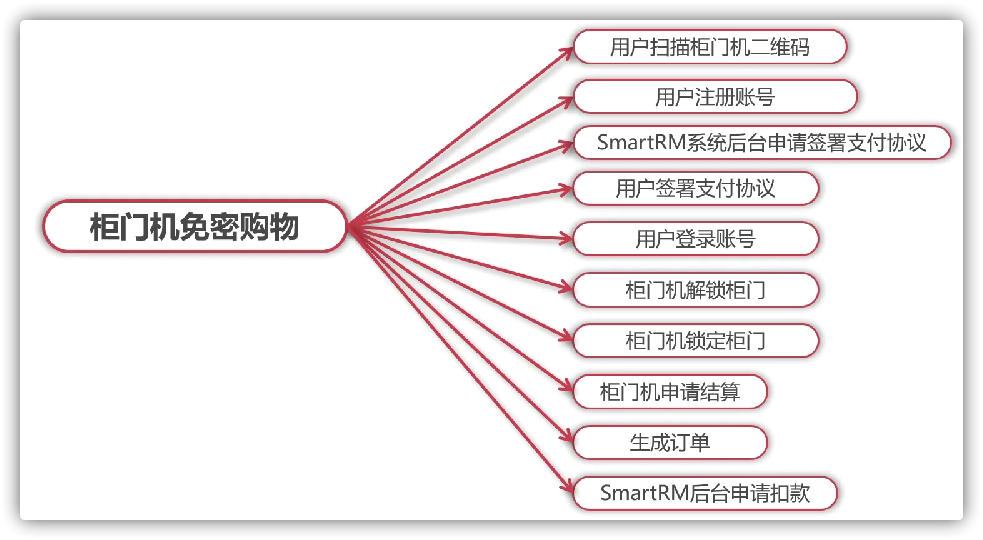 用户扫描柜门机二维码
用户注册账号
SmartRM系统后台申请签署支付协议
用户签署支付协议
柜门机免密购物
用户登录账号
柜门机解锁柜门
柜门机锁定柜门
柜门机申请结算
生成订单
SmartRM后台申请扣款